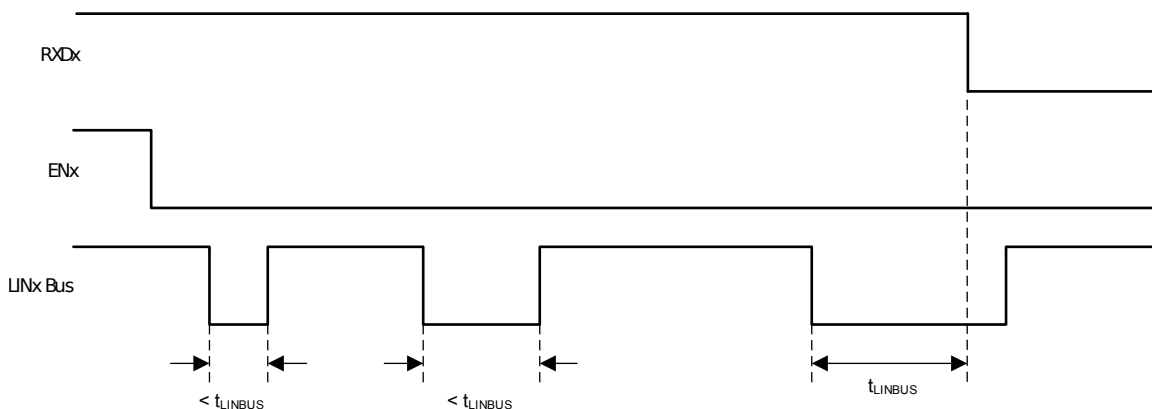 RXDx
ENx
LINx Bus
< tLINBUS
< tLINBUS
tLINBUS